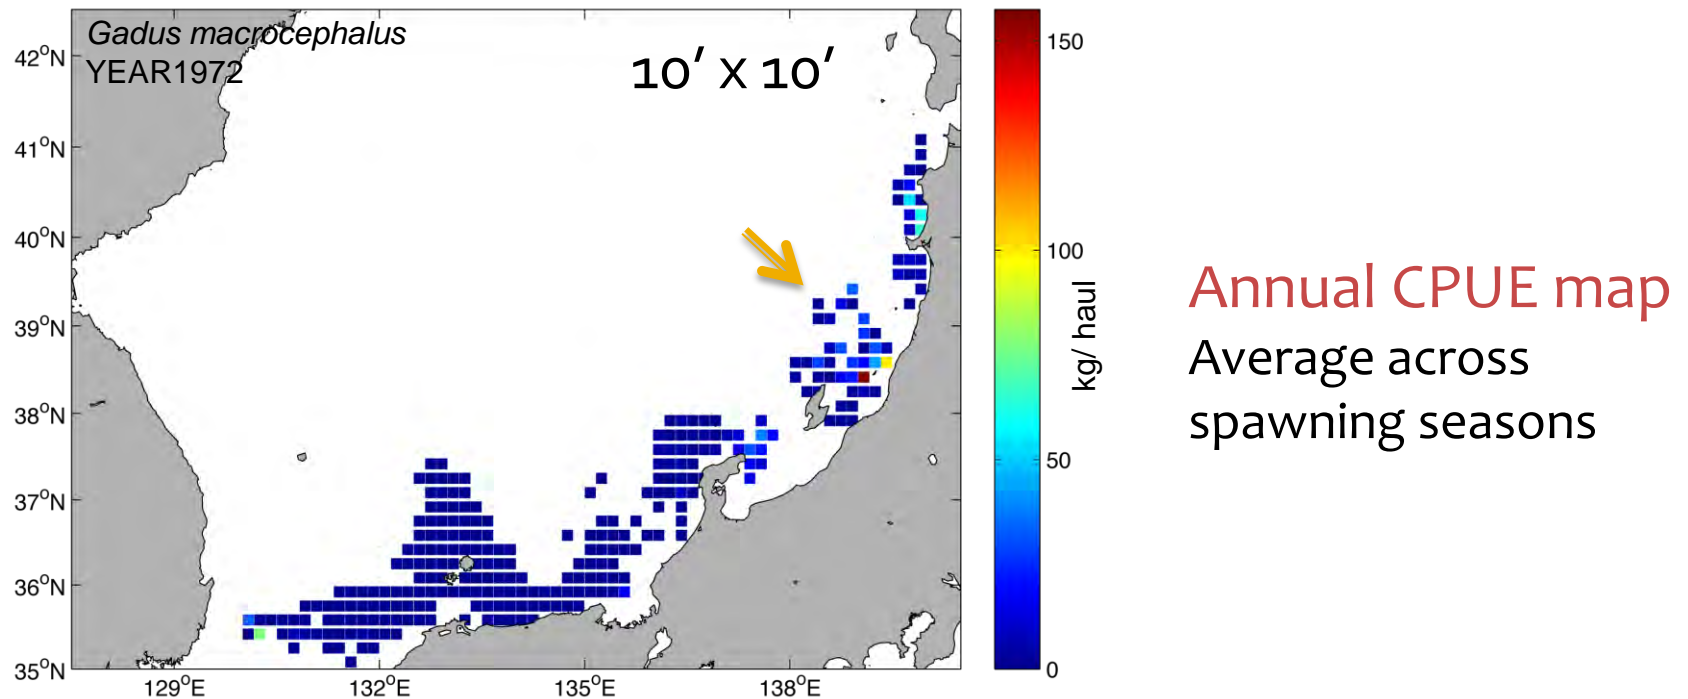 Gadus macrocephalus
YEAR1972
10′ X 10′
42°N
41°N
40°N
39°N
38°N
37°N
36°N
35°N
129°E
132°E
135°E
138°E
150
100
50
0
kg/ haul
Annual CPUE map
Average across
spawning seasons